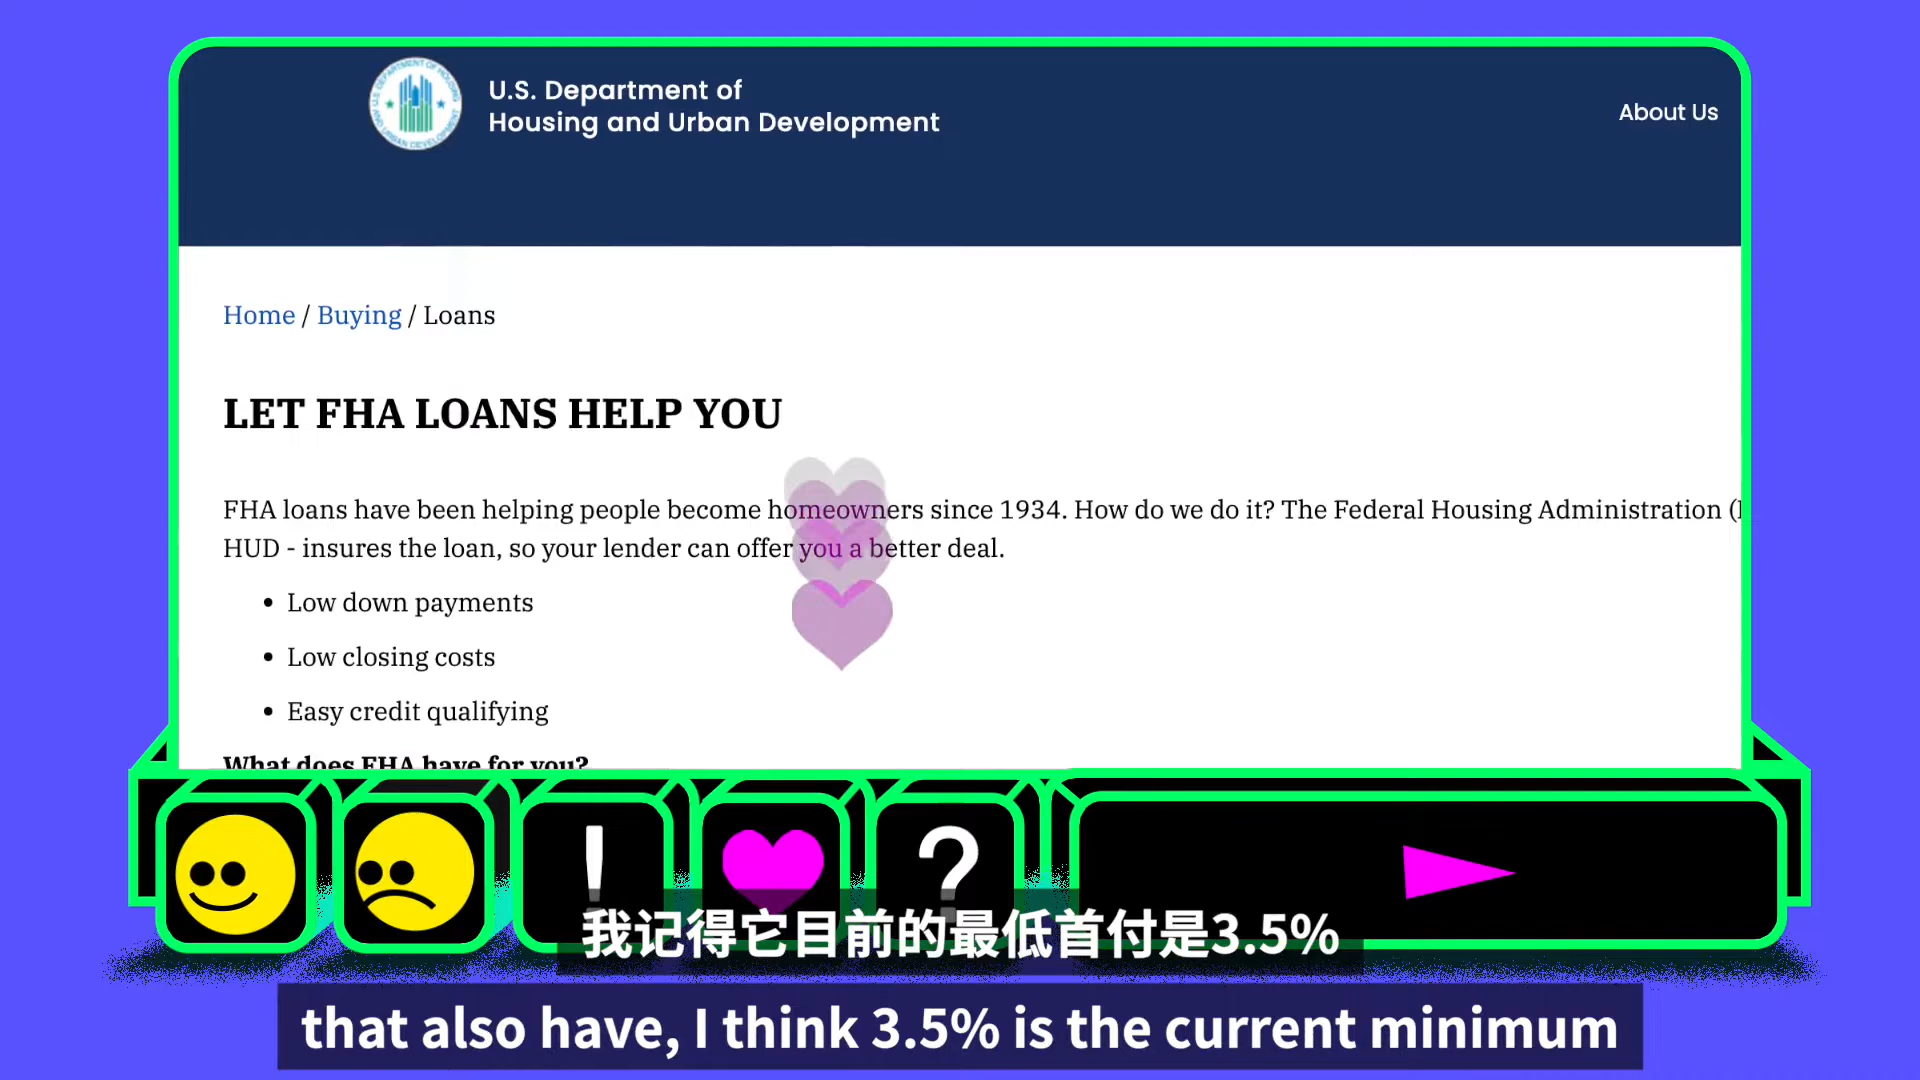 U.S. Department of
Housing and Urban Development
About Us
Home / Buying / Loans
LET FHA LOANS HELP YOU
FHA loans have been helping people become homeowners since 1934. How do we do it? The Federal Housing Administration (
HUD - insures the loan, so your lender can offer you a better deal.
• Low down payments
• Low closing costs
• Easy credit qualifying
What does FHA have for you?
!
?
我记得它目前的最低首付是3.5%
that also have, I think 3.5% is the current minimum